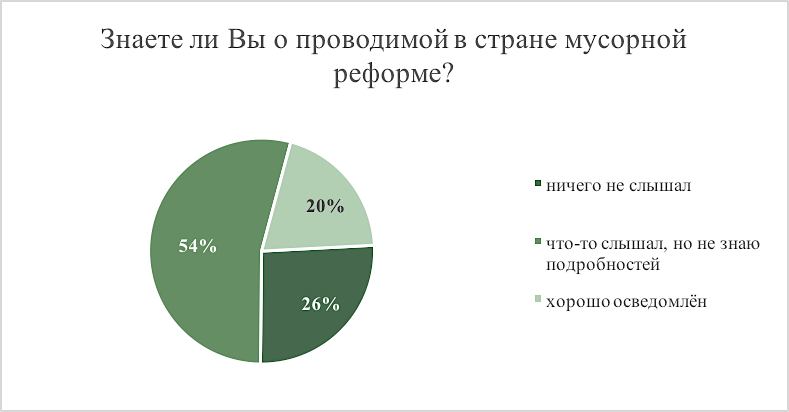 Знаете ли Вы о проводимой в стране мусорной
реформе?
20%
54%
26%
ничего не слышал
что-то слышал, но не знаю
подробностей
хорошо осведомлён